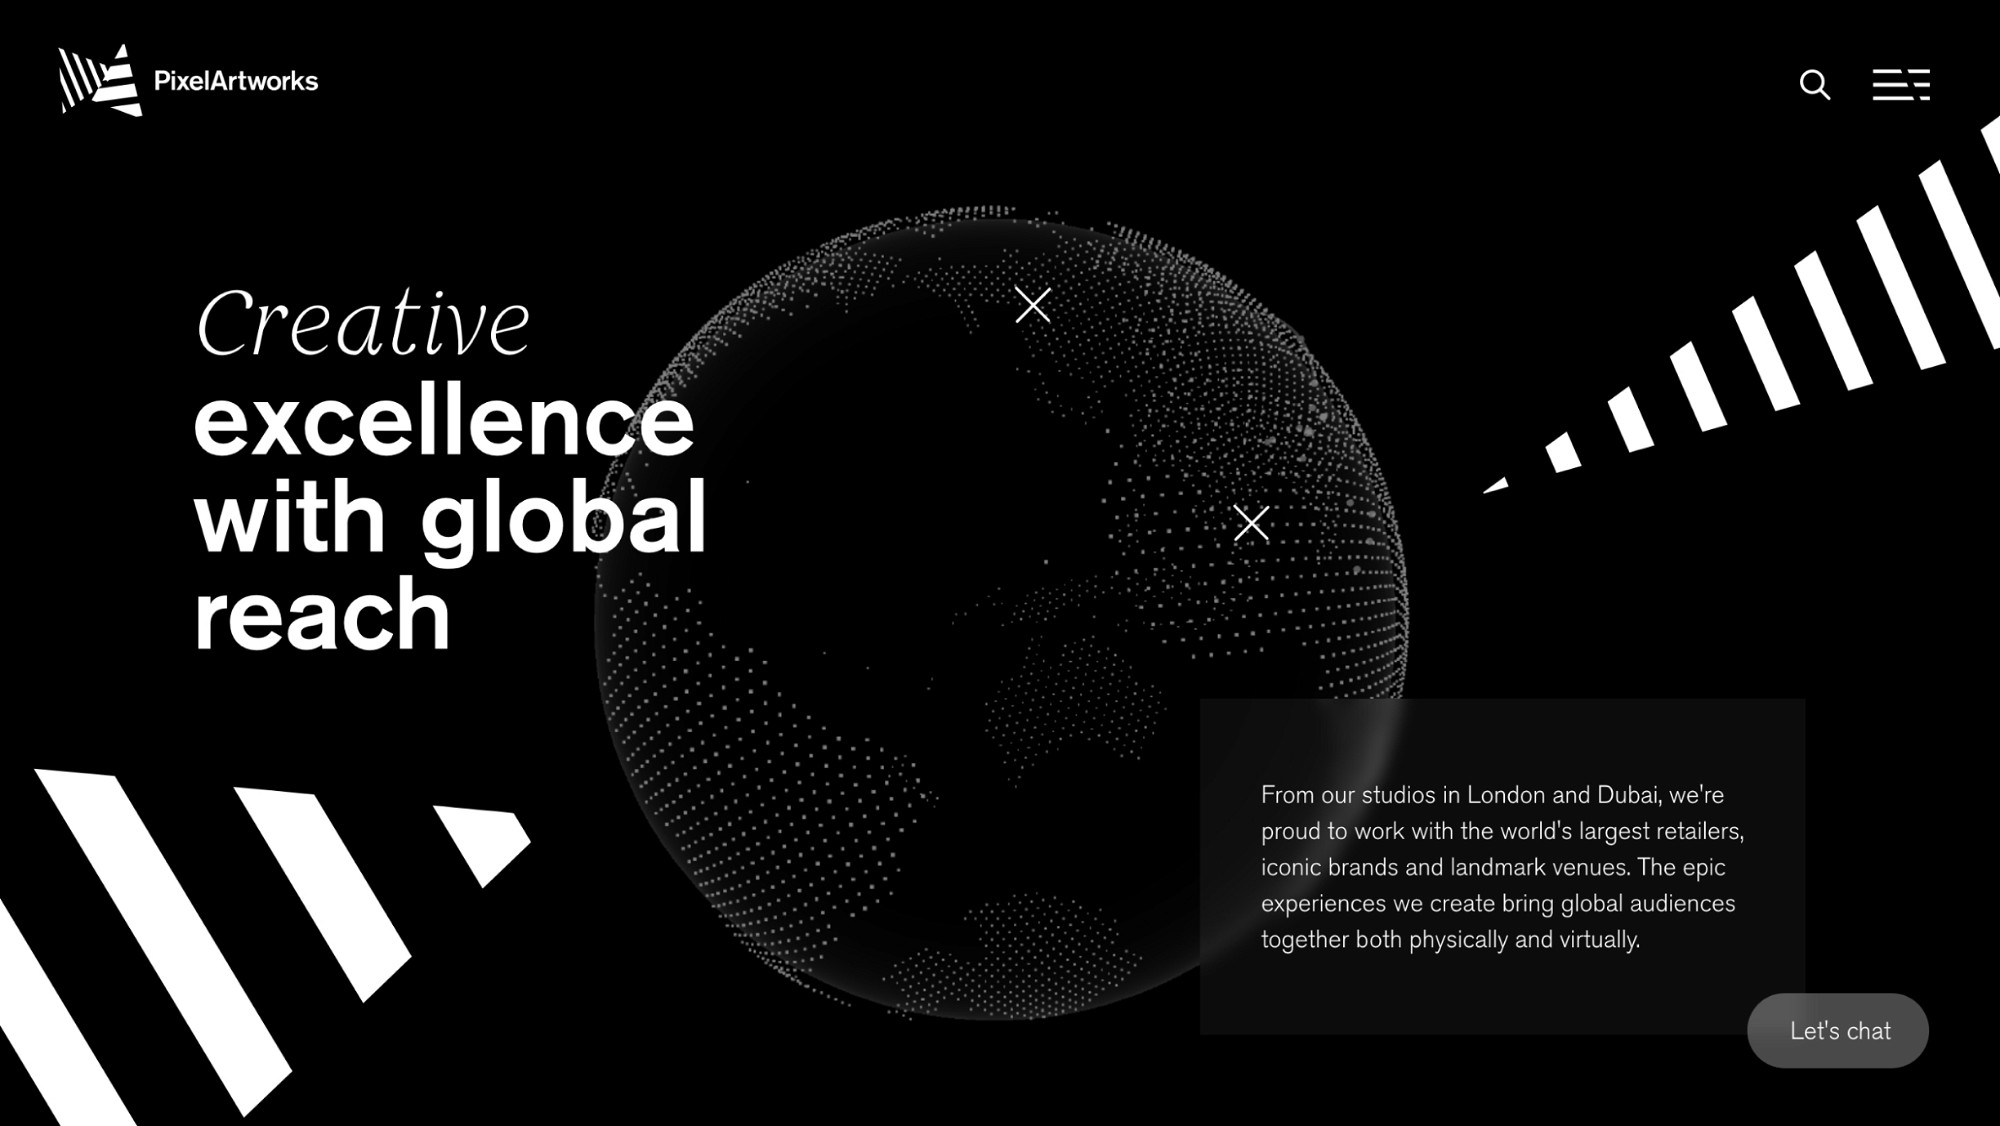 PixelArtworks
Creative
excellence
with global
reach
From our studios in London and Dubai, we're
proud to work with the world's largest retailers,
iconic brands and landmark venues. The epic
experiences we create bring global audiences
together both physically and virtually.
Let's chat